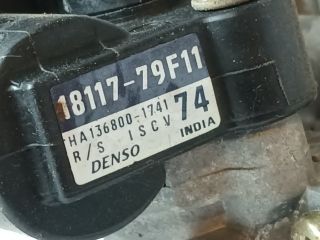 18117-79F11
HA136800-1741 74
R/S ISCV
DENSO INDIA